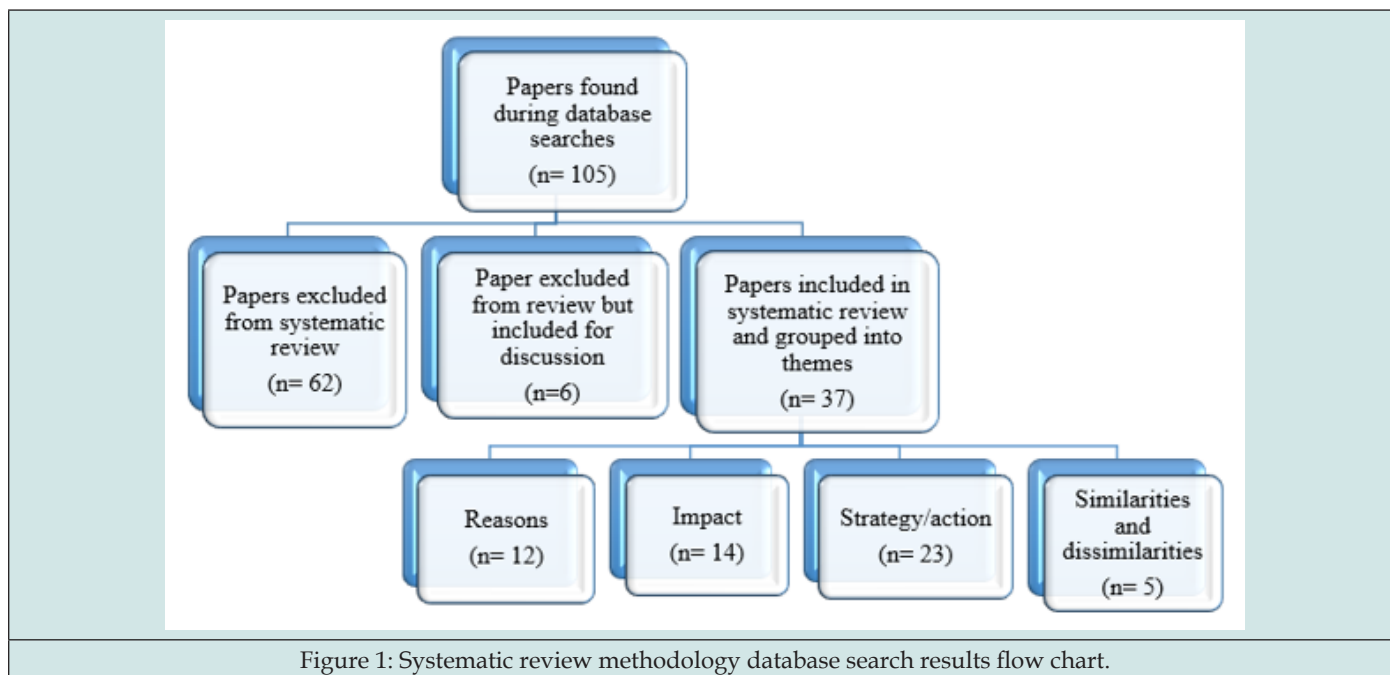 Papers found
during database
searches
(n= 105)
Papers excluded
from systematic
review
(n= 62)
Paper excluded
from review but
included for
discussion
(n=6)
Papers included in
systematic review
and grouped into
themes
(n= 37)
Reasons
(n= 12)
Impact
(n= 14)
Strategy/action
(n= 23)
Similarities
and
dissimilarities
(n= 5)
Figure 1: Systematic review methodology database search results flow chart.